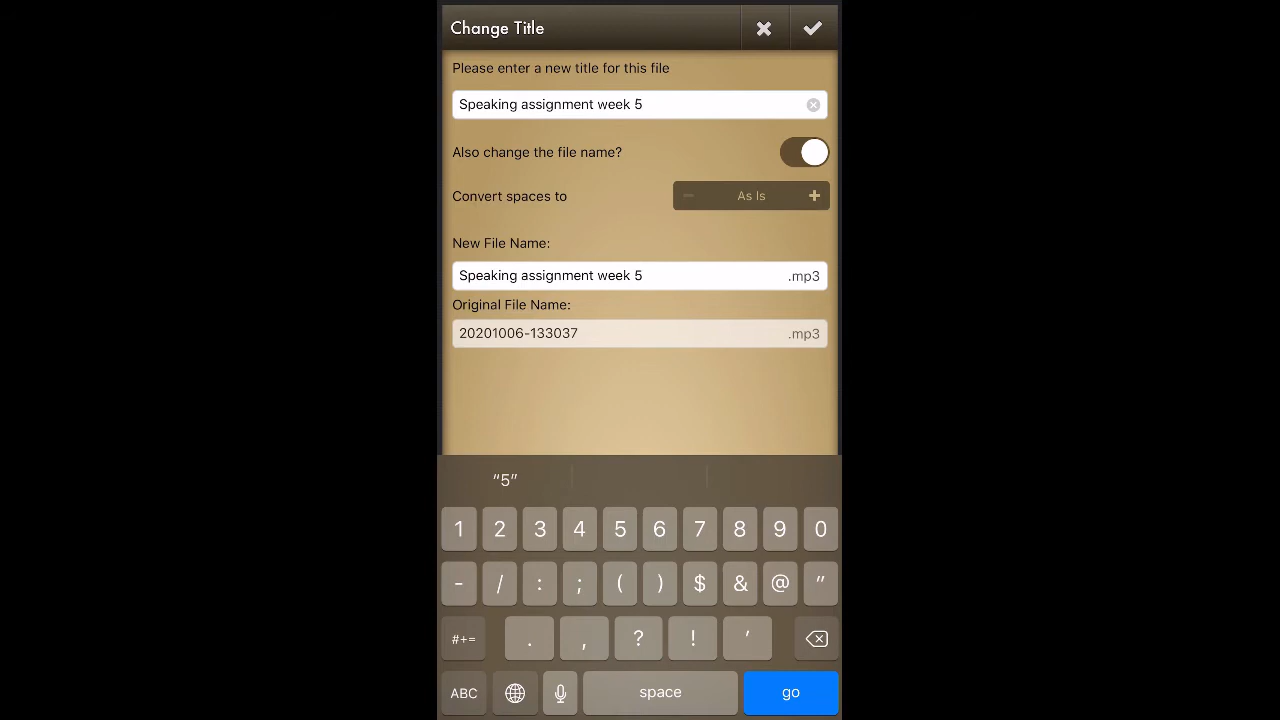 Change Title
Please enter a new title for this file
Speaking assignment week 5
Also change the file name?
Convert spaces to
As Is
New File Name:
Speaking assignment week 5 .mp3
Original File Name:
20201006-133037 .mp3
“5”
1 2 3 4 5 6 7 8 9 0
- / : ; ( ) $ & @ "
#+= . , ? ! '
ABC space go